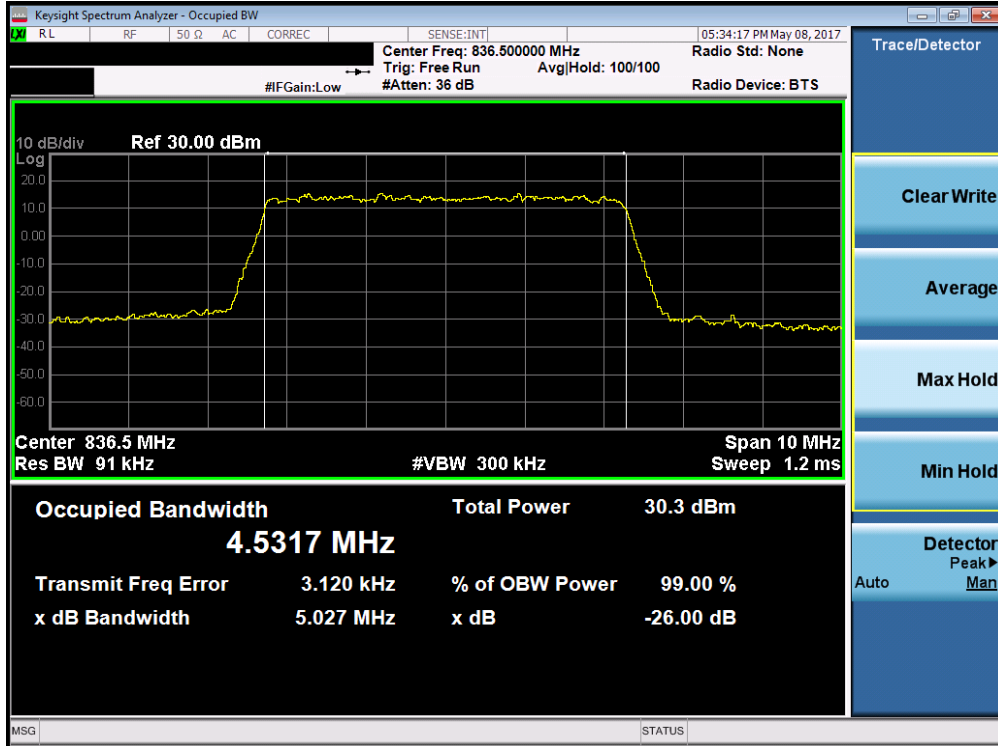 Keysight Spectrum Analyzer - Occupied BW
LXI RL RF 50 Ω AC CORREC SENSE:INT 05:34:17 PM May 08, 2017
Center Freq: 836.500000 MHz Radio Std: None Trace/Detector
Trig: Free Run Avg|Hold: 100/100
#IFGain:Low #Atten: 36 dB Radio Device: BTS
10 dB/div Ref 30.00 dBm
Log
20.0
10.0
0.00
-10.0
-20.0
-30.0
-40.0
-50.0
-60.0
Center 836.5 MHz Span 10 MHz
Res BW 91 kHz #VBW 300 kHz Sweep 1.2 ms
Occupied Bandwidth Total Power 30.3 dBm
4.5317 MHz
Transmit Freq Error 3.120 kHz % of OBW Power 99.00 %
x dB Bandwidth 5.027 MHz x dB -26.00 dB
Clear Write
Average
Max Hold
Min Hold
Detector
Peak▶
Auto Man
MSG STATUS